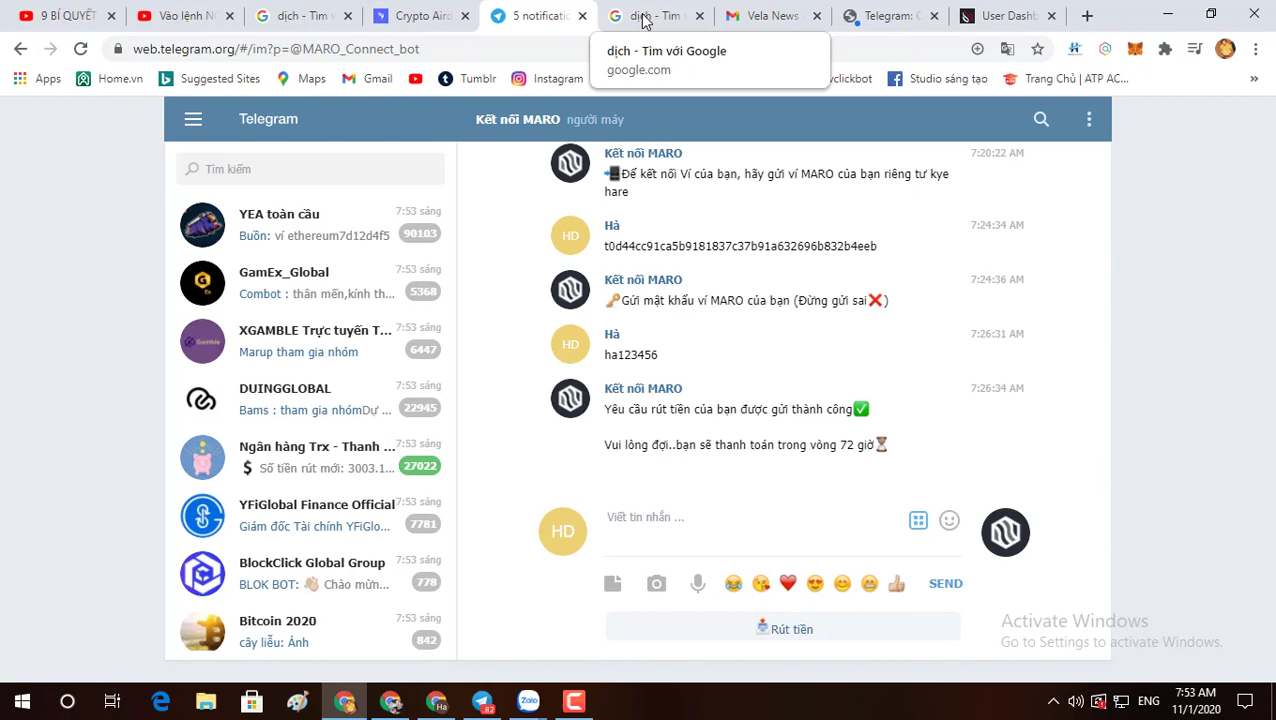 9 BÍ QUYẾT
Vào lệnh N
dịch - Tìm v
Crypto Aird
5 notificatio
dịch - Tìm v
Vela News
Telegram: C
User Dashb
web.telegram.org/#/im?p=@MARO_Connect_bot
dịch - Tìm với Google
google.com
Apps
Home.vn
Suggested Sites
Maps
Gmail
Tumblr
Instagram
yclickbot
Studio sáng tạo
Trang Chủ | ATP AC...
»
Telegram
Kết nối MARO người máy
Tìm kiếm
YEA toàn cầu 7:53 sáng
Buồn: ví ethereum7d12d4f5 90103
GamEx_Global 7:53 sáng
Combot : thân mến,kính th... 5368
XGAMBLE Trực tuyến T... 7:53 sáng
Marup tham gia nhóm 6447
DUINGGLOBAL 7:53 sáng
Bams : tham gia nhómDự 22945
Ngân hàng Trx - Thanh ... 7:53 sáng
$ Số tiền rút mới: 3003.1... 27022
YFiGlobal Finance Official 7:53 sáng
Giám đốc Tài chính YFiGlo... 7781
BlockClick Global Group 7:53 sáng
BLOK BOT: 👋🏻 Chào mừn... 778
Bitcoin 2020 7:53 sáng
cây liễu: Ảnh 842
Kết nối MARO 7:20:22 AM
📲Để kết nối Ví của bạn, hãy gửi ví MARO của bạn riêng tư kye
hare
HD
Hà 7:24:34 AM
t0d44cc91ca5b9181837c37b91a632696b832b4eeb
Kết nối MARO 7:24:36 AM
🔑Gửi mật khẩu ví MARO của bạn (Đừng gửi sai❌)
HD
Hà 7:26:31 AM
ha123456
Kết nối MARO 7:26:34 AM
Yêu cầu rút tiền của bạn được gửi thành công✅
Vui lòng đợi..bạn sẽ thanh toán trong vòng 72 giờ⏳
HD
Viết tin nhắn ...
😂 😘 ❤️ 😍 😊 😁 👍🏻 SEND
📩Rút tiền
Activate Windows
Go to Settings to activate Windows.
Ha
82
Zalo
ENG
7:53 AM
11/1/2020